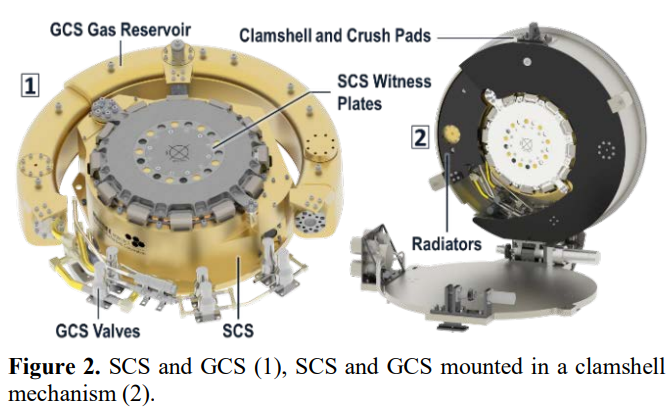 GCS Gas Reservoir
Clamshell and Crush Pads
1
SCS Witness
Plates
2
Radiators
GCS Valves
SCS
Figure 2. SCS and GCS (1), SCS and GCS mounted in a clamshell
mechanism (2).